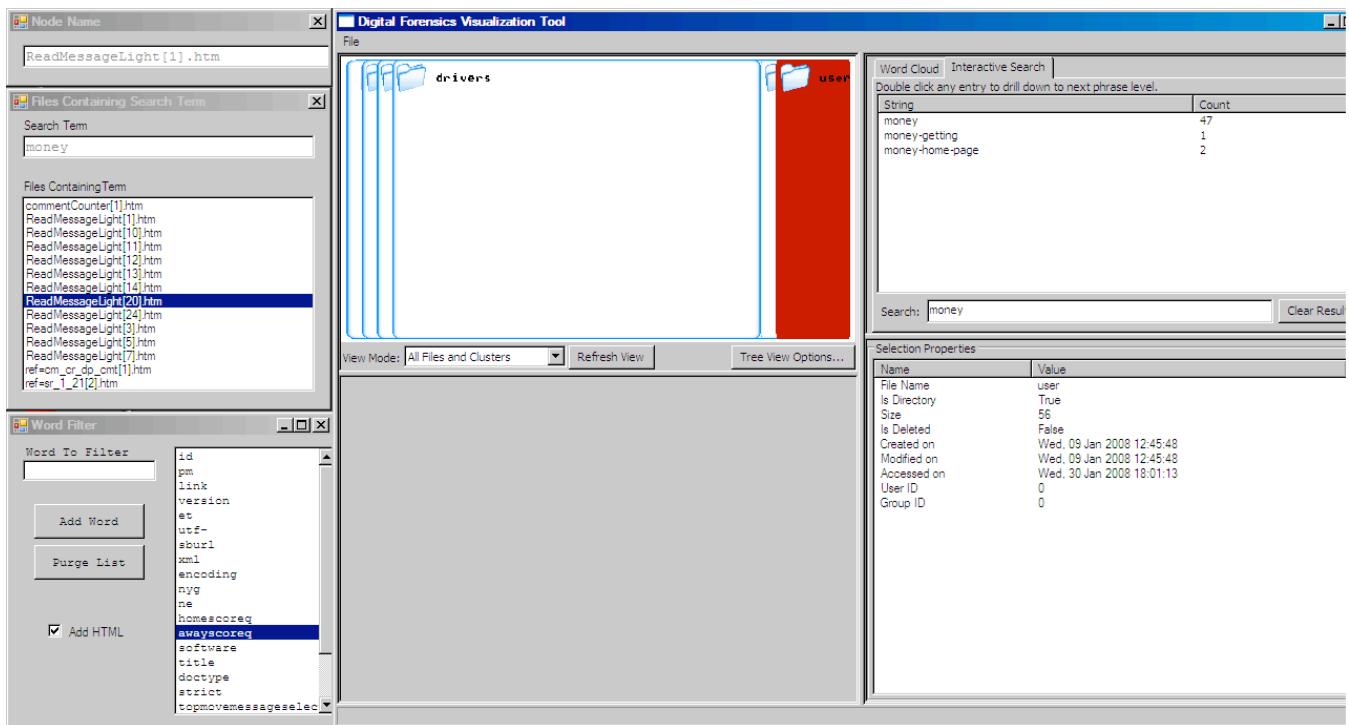 Node Name
ReadMessageLight[1].htm
Files Containing Search Term
Search Tem
money
Files Containing Term
commentCounter[1].htm
ReadMessageLight[1].htm
ReadMessageLight[10].htm
ReadMessageLight[11].htm
ReadMessageLight[12].htm
ReadMessageLight[13].htm
ReadMessageLight[14].htm
ReadMessageLight[20].htm
ReadMessageLight[24].htm
ReadMessageLight[3].htm
ReadMessageLight[5].htm
ReadMessageLight[7].htm
ref=cm_cr_dp_cmt[1].htm
ref=sr_1_21[2].htm
Word Filter
Word To Filter
Add Word
Purge List
Add HTML
id
pm
link
version
et
utf-
sburl
xml
encoding
nyg
ne
homescoreq
awayscoreq
software
title
doctype
strict
topmovemessageselec
Digital Forensics Visualization Tool
File
drivers
user
View Mode: All Files and Clusters Refresh View Tree View Options...
Word Cloud Interactive Search
Double click any entry to drill down to next phrase level.
String Count
money 47
money-getting 1
money-home-page 2
Search: money Clear Resul
Selection Properties
Name Value
File Name user
Is Directory True
Size 56
Is Deleted False
Created on Wed, 09 Jan 2008 12:45:48
Modified on Wed, 09 Jan 2008 12:45:48
Accessed on Wed, 30 Jan 2008 18:01:13
User ID 0
Group ID 0